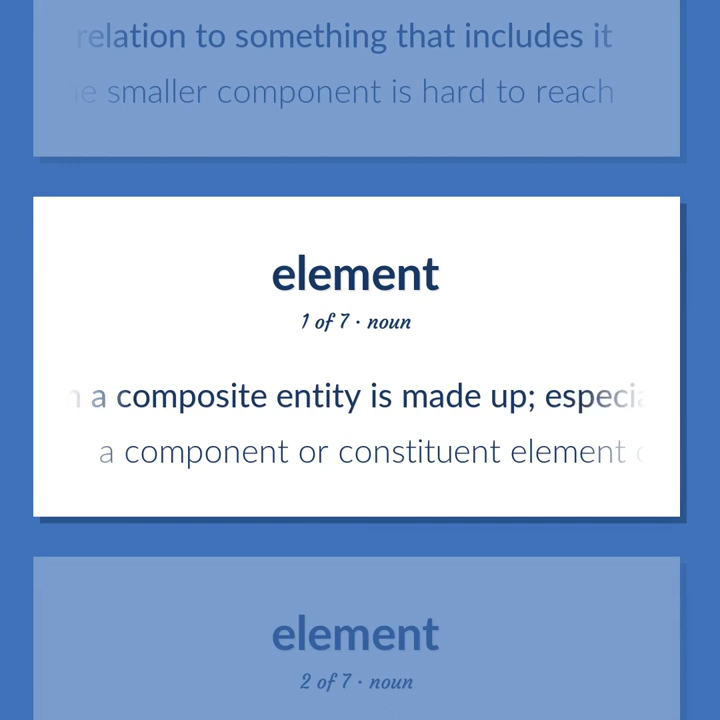 relation to something that includes it
smaller component is hard to reach
element
1 of 7 · noun
a composite entity is made up; especia
a component or constituent element
element
2 of 7 · noun